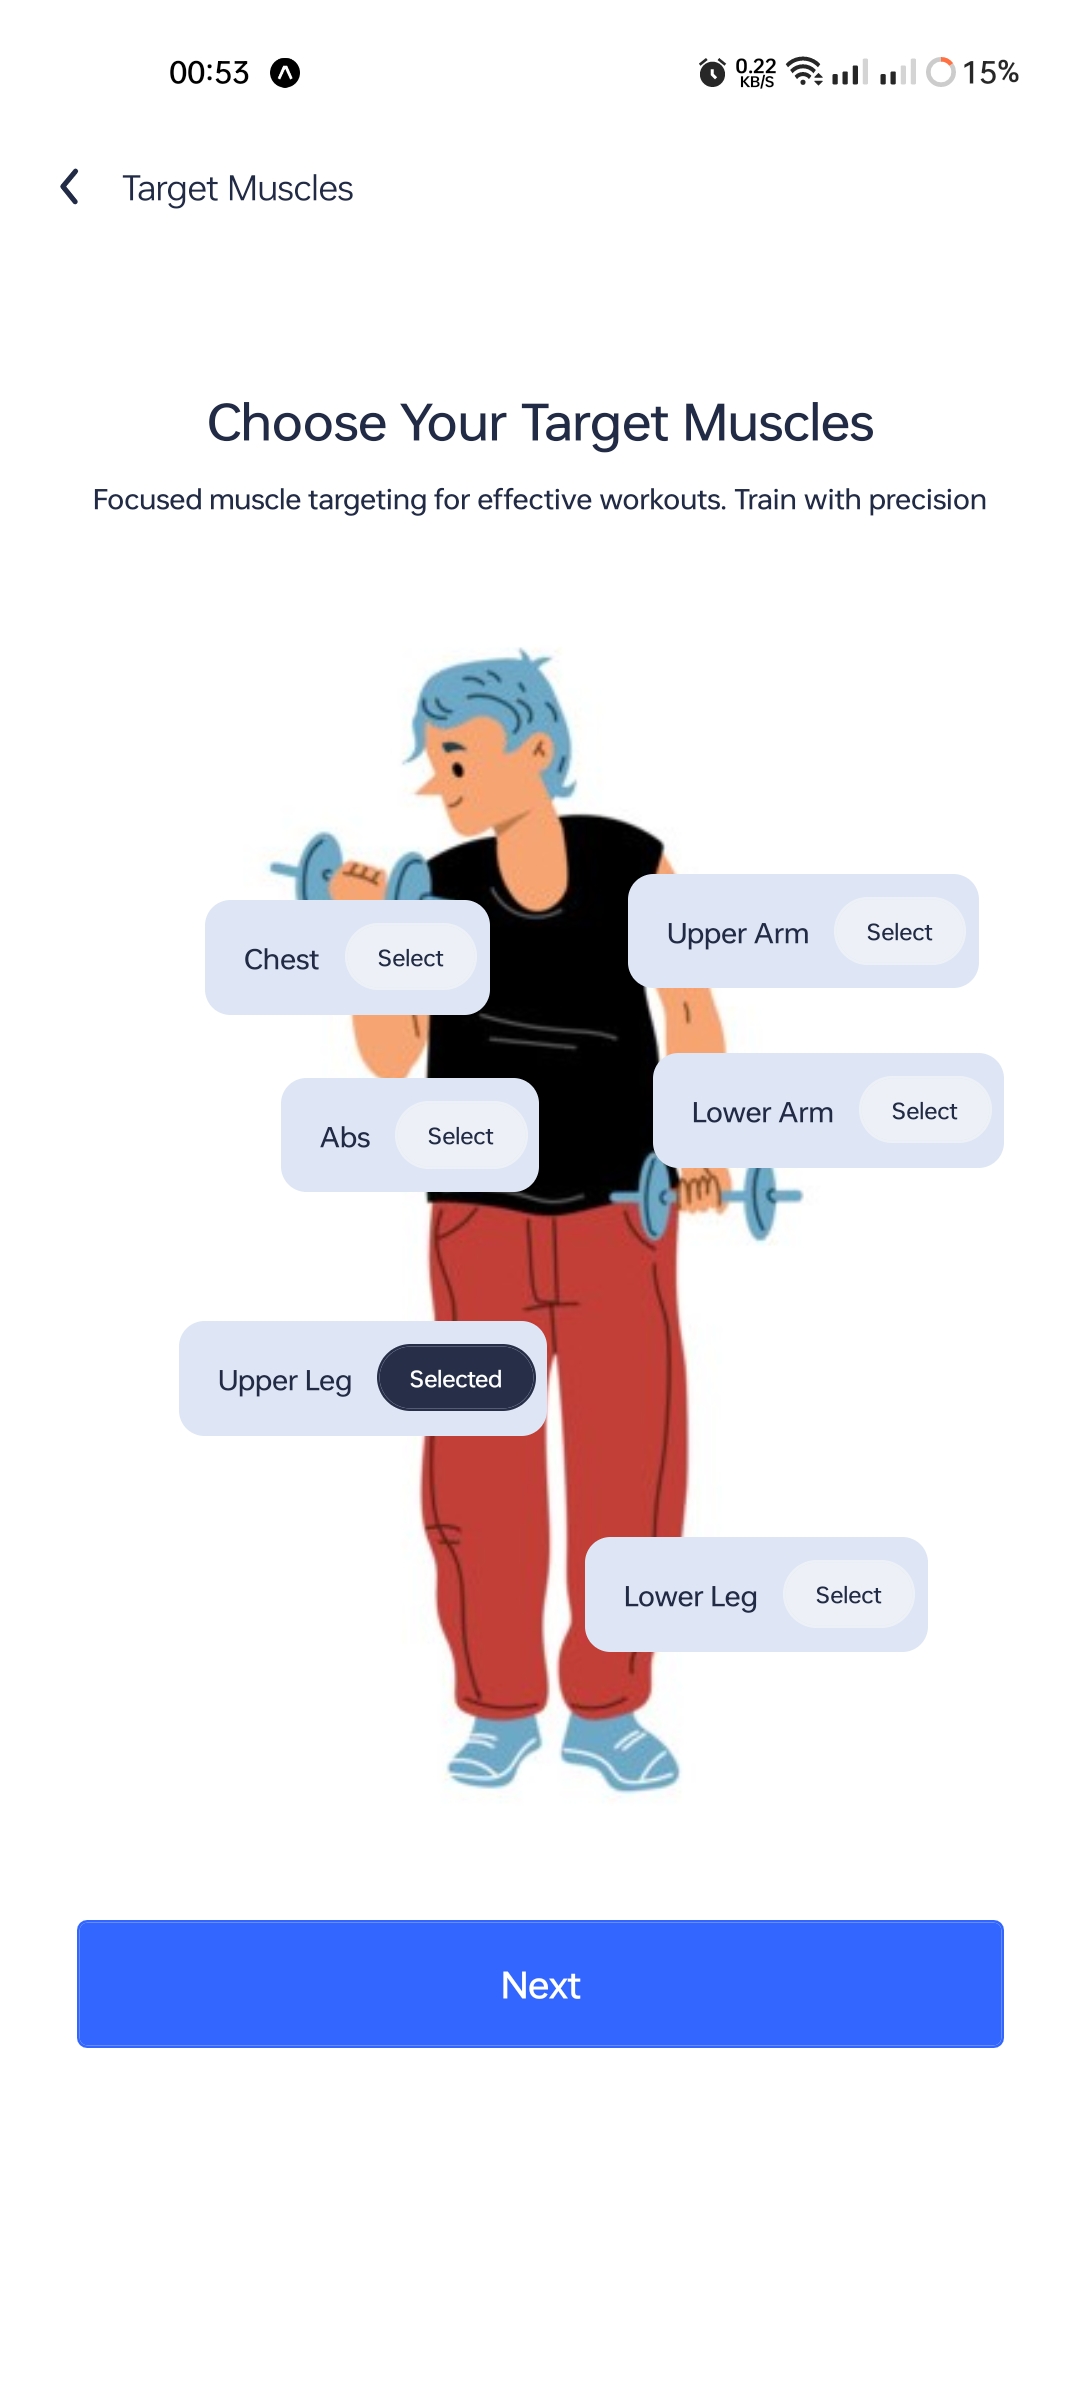 00:53
0.22
KB/S
15%
Target Muscles
Choose Your Target Muscles
Focused muscle targeting for effective workouts. Train with precision
Upper Arm Select
Chest Select
Lower Arm Select
Abs Select
Upper Leg Selected
Lower Leg Select
Next